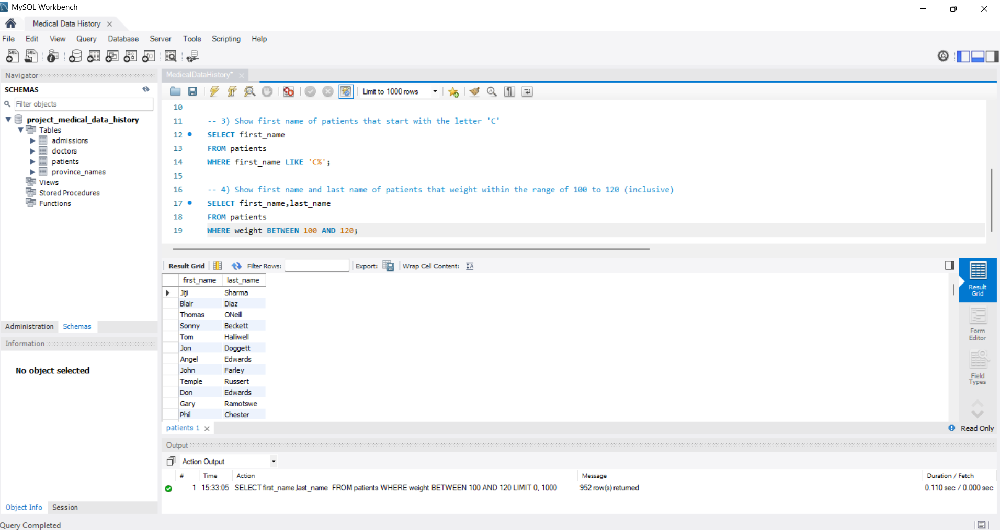 MySQL Workbench
Medical Data History
File Edit View Query Database Server Tools Scripting Help
Navigator
SCHEMAS
Filter objects
project_medical_data_history
Tables
admissions
doctors
patients
province_names
Views
Stored Procedures
Functions
Administration Schemas
Information
No object selected
Object Info Session
Query Completed
MedicalDataHistory*
Limit to 1000 rows
10
11 -- 3) Show first name of patients that start with the letter 'C'
12 SELECT first_name
13 FROM patients
14 WHERE first_name LIKE 'C%';
15
16 -- 4) Show first name and last name of patients that weight within the range of 100 to 120 (inclusive)
17 SELECT first_name,last_name
18 FROM patients
19 WHERE weight BETWEEN 100 AND 120;
Result Grid Filter Rows: Export: Wrap Cell Content:
first_name last_name
Jiji Sharma
Blair Diaz
Thomas ONeill
Sonny Beckett
Tom Halliwell
Jon Doggett
Angel Edwards
John Farley
Temple Russert
Don Edwards
Gary Ramotswe
Phil Chester
Result
Grid
Form
Editor
Field
Types
patients 1
Read Only
Output
Action Output
# Time Action Message Duration / Fetch
1 15:33:05 SELECT first_name,last_name FROM patients WHERE weight BETWEEN 100 AND 120 LIMIT 0, 1000 952 row(s) returned 0.110 sec / 0.000 sec